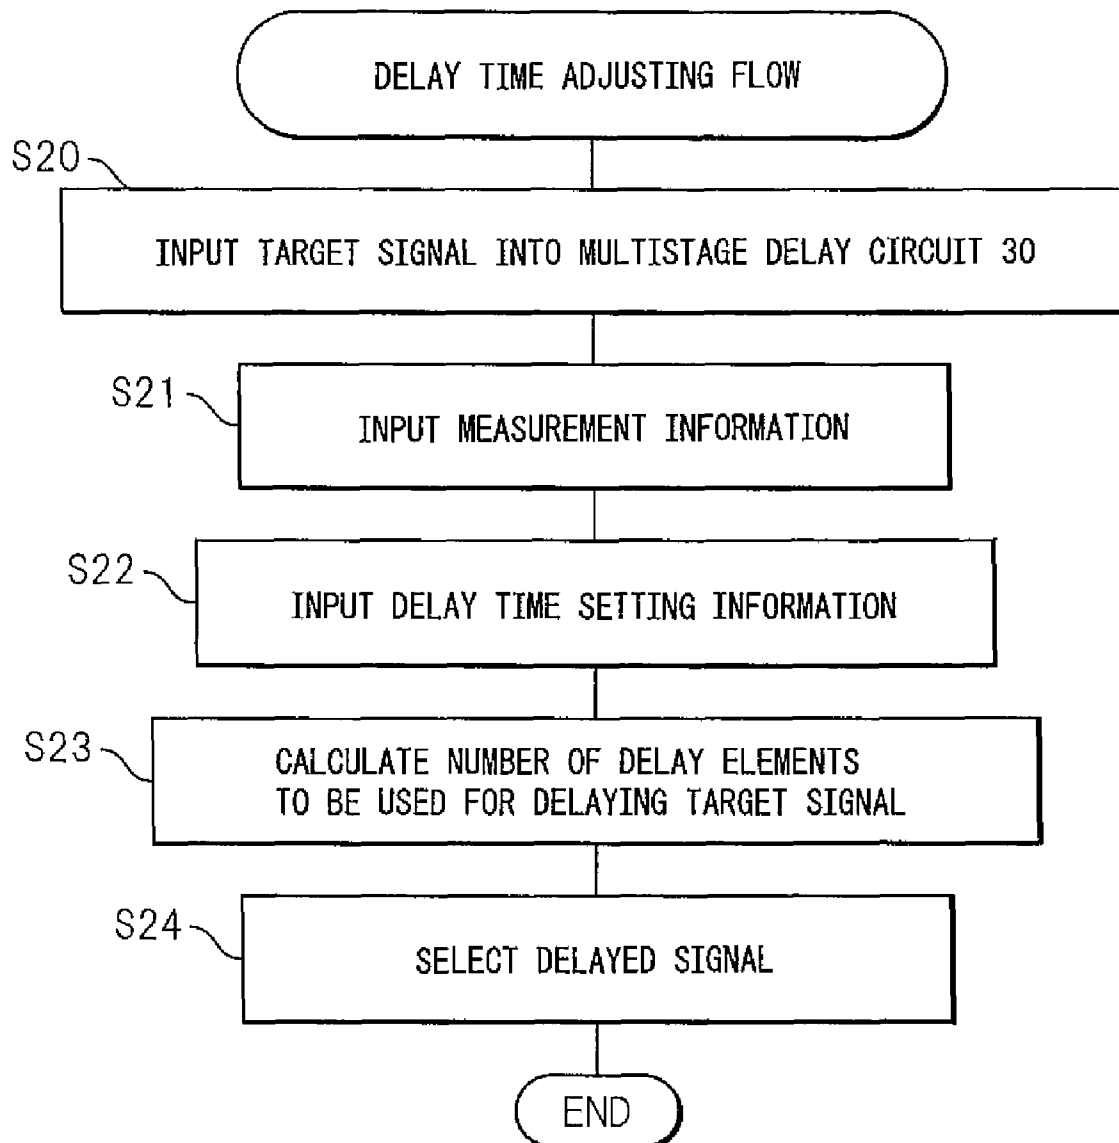 DELAY TIME ADJUSTING FLOW
S20
INPUT TARGET SIGNAL INTO MULTISTAGE DELAY CIRCUIT 30
S21
INPUT MEASUREMENT INFORMATION
S22
INPUT DELAY TIME SETTING INFORMATION
S23
CALCULATE NUMBER OF DELAY ELEMENTS
TO BE USED FOR DELAYING TARGET SIGNAL
S24
SELECT DELAYED SIGNAL
END